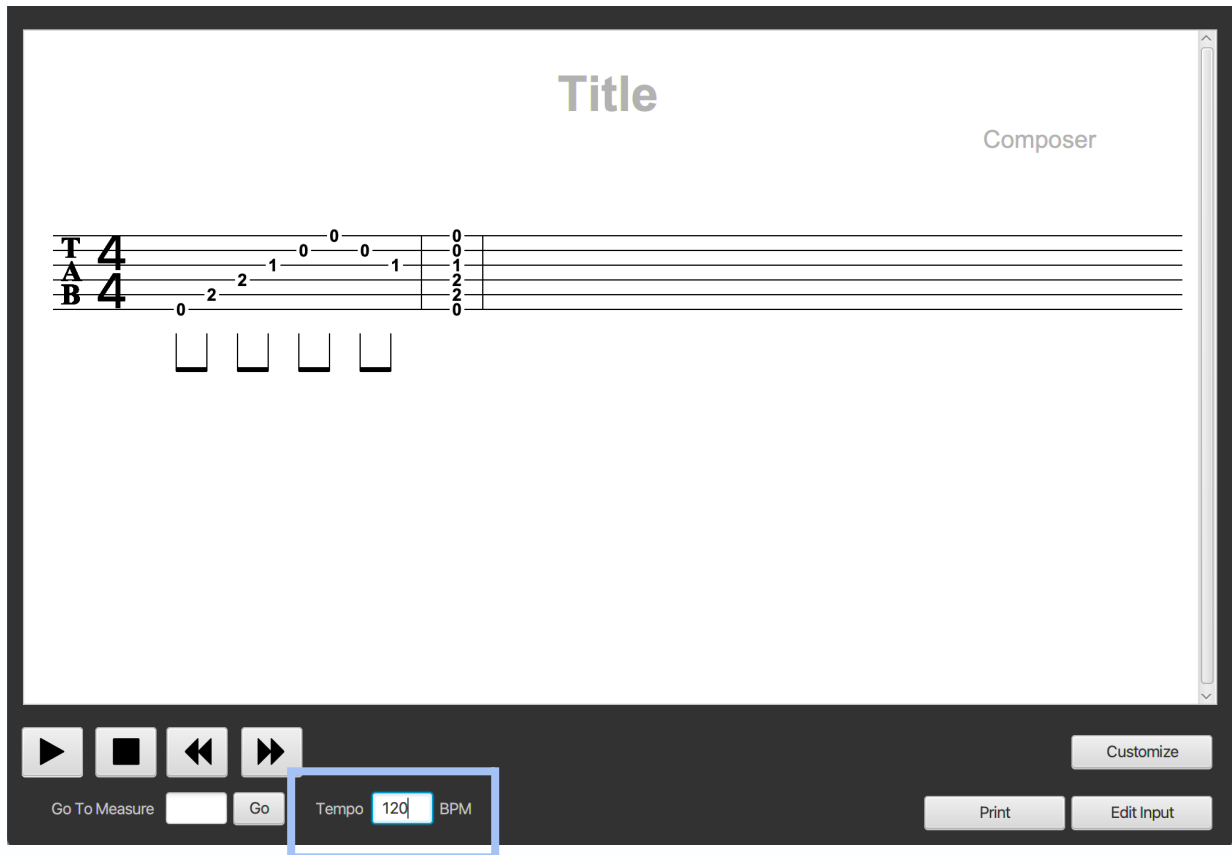 Title
Composer
T 4 0 0
0 0 0
A 1 1 1
2 2
B 4 2 2
0 0
Go To Measure Go Tempo 120 BPM
Customize
Print Edit Input